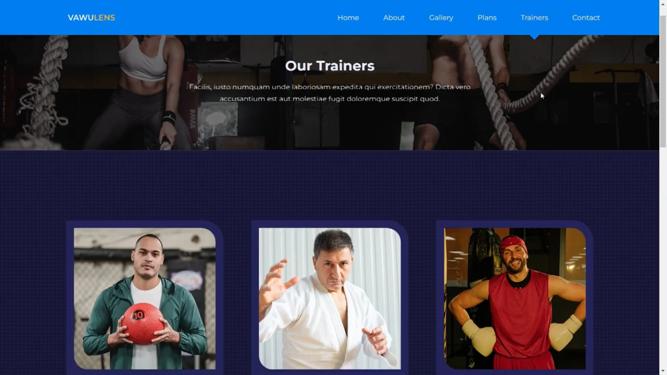 VAWULENS
Home About Gallery Plans Trainers Contact
Our Trainers
Facilis, iusto numquam unde laboriosam expedita qui exercitationem? Dicta vero
accusantium est aut molestiae fugit doloremque suscipit quod.
10